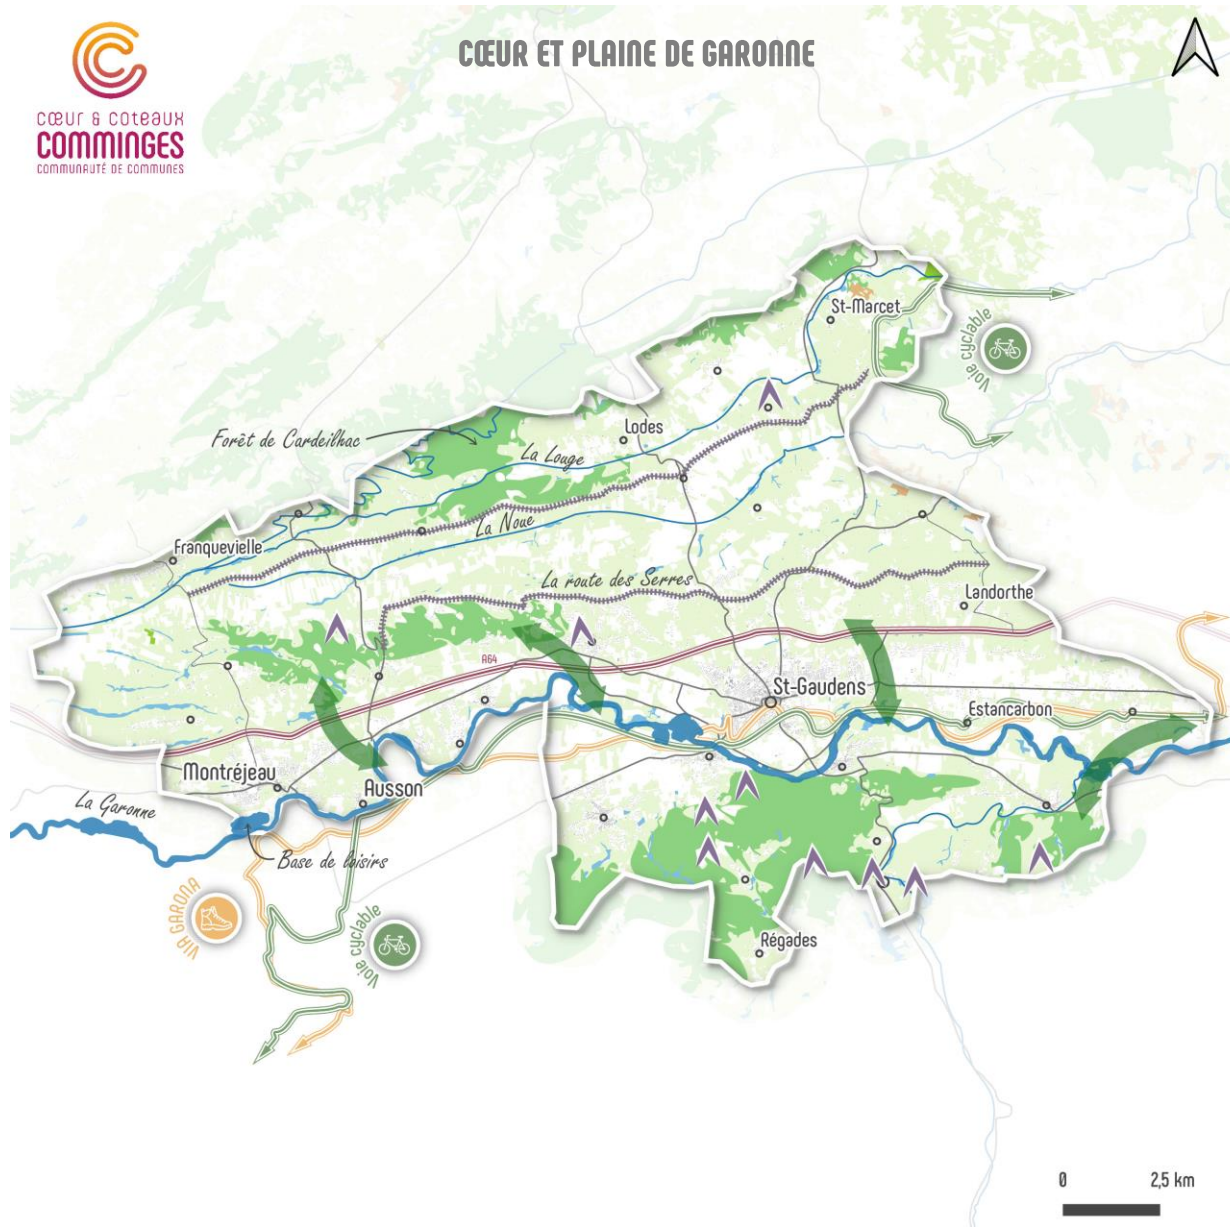 CŒUR ET PLAINE DE GARONNE
cœur & coteaux
COMMINGES
COMMUNAUTÉ DE COMMUNES
St-Marcet
Voie cyclable
Forêt de Cardeilhac
Lodes
La Louge
La Noue
Franquevielle
La route des Serres
Landorthe
A64
St-Gaudens
Estancarbon
Montréjeau
Ausson
La Garonne
Base de loisirs
VIA GARONA
Voie cyclable
Régades
0 2,5 km